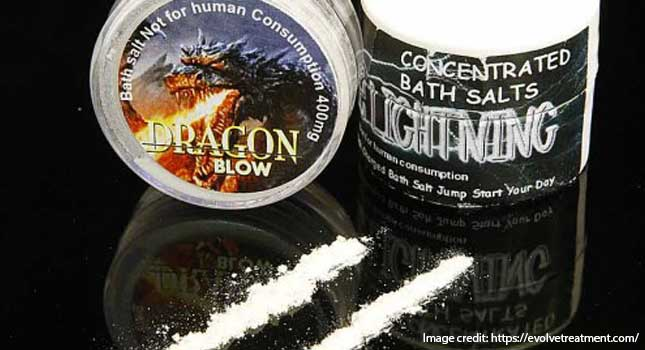 Bath salt Not for human Consumption 400mg
DRAGON
BLOW
CONCENTRATED
BATH SALTS
LIGHTNING
for human consumption
Bath Salt Jump Start Your Day
Image credit: https://evolvetreatment.com/